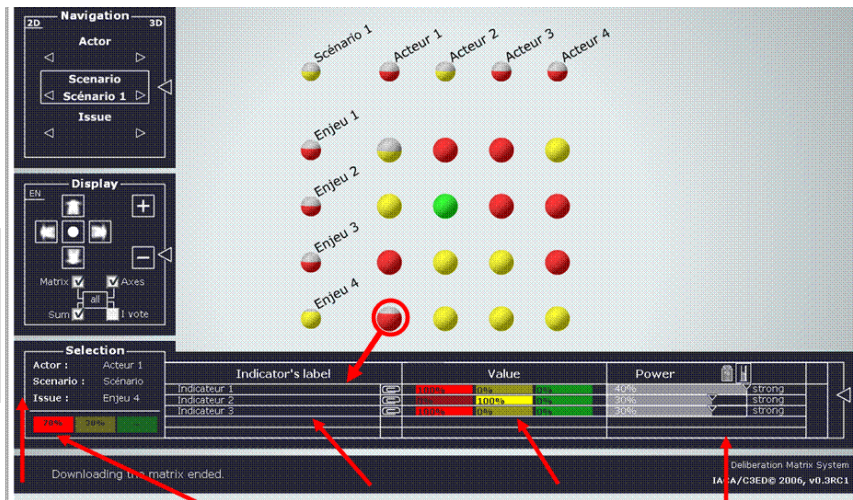 Navigation
2D 3D
Actor
Scenario
Scénario 1
Issue
Scénario 1 Acteur 1 Acteur 2 Acteur 3 Acteur 4
Enjeu 1
Enjeu 2
Enjeu 3
Enjeu 4
Display
EN
Matrix Axes
all
Sum I vote
Selection
Actor : Acteur 1
Scenario : Scénario
Issue : Enjeu 4
Indicator's label Value Power
Indicateur 1 100% 0% 0% 40% strong
Indicateur 2 0% 100% 0% 30% strong
Indicateur 3 100% 0% 0% 30% strong
Downloading the matrix ended.
Deliberation Matrix System
IACA/C3ED© 2006, v0.3RC1